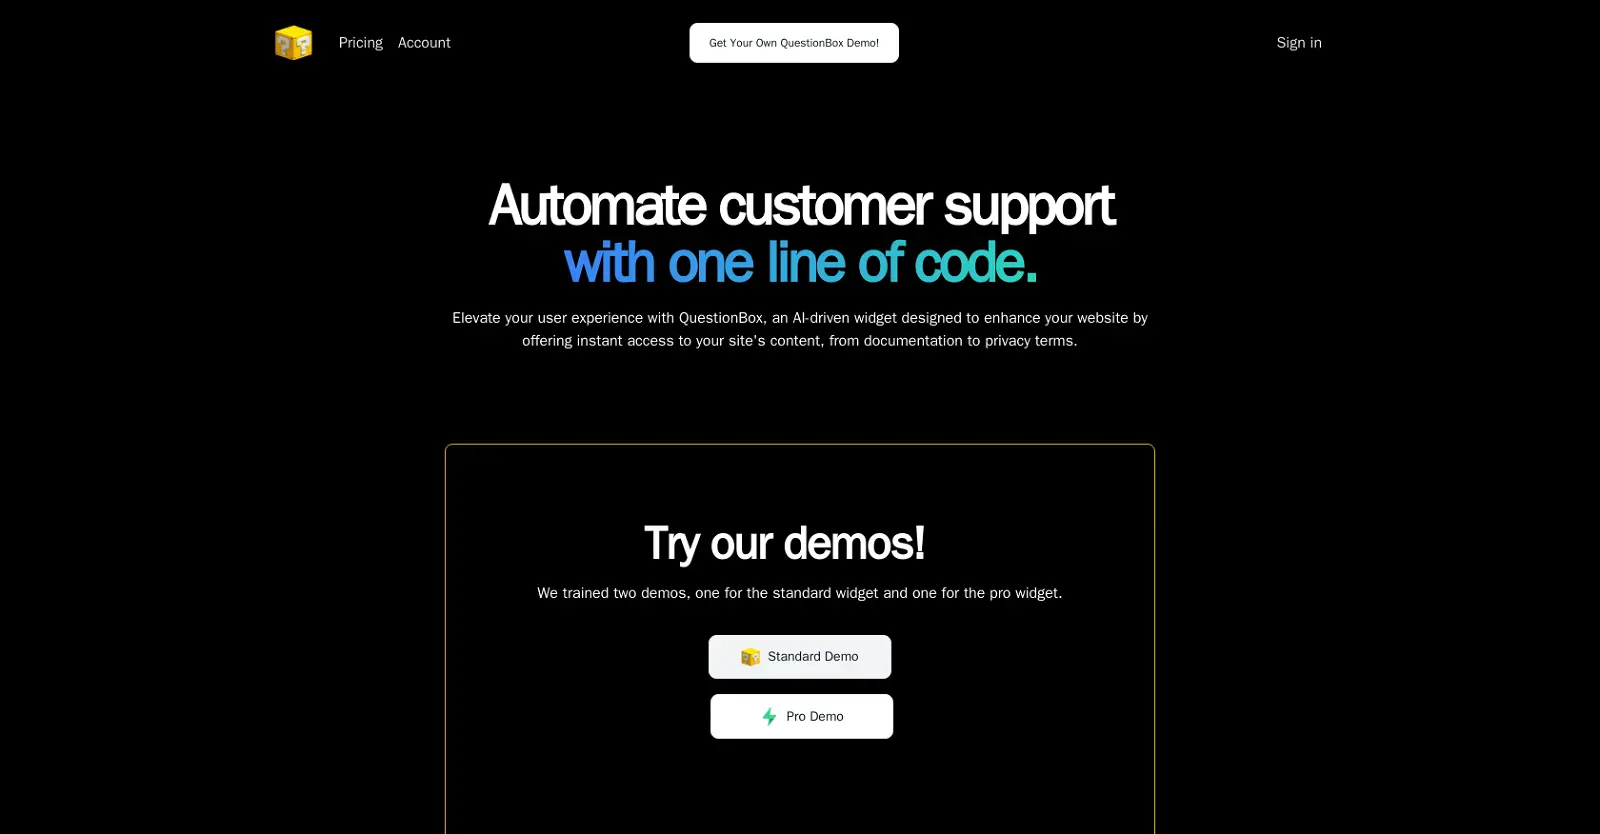 Pricing Account Get Your Own QuestionBox Demo! Sign in
Automate customer support
with one line of code.
Elevate your user experience with QuestionBox, an AI-driven widget designed to enhance your website by
offering instant access to your site's content, from documentation to privacy terms.
Try our demos!
We trained two demos, one for the standard widget and one for the pro widget.
Standard Demo
Pro Demo